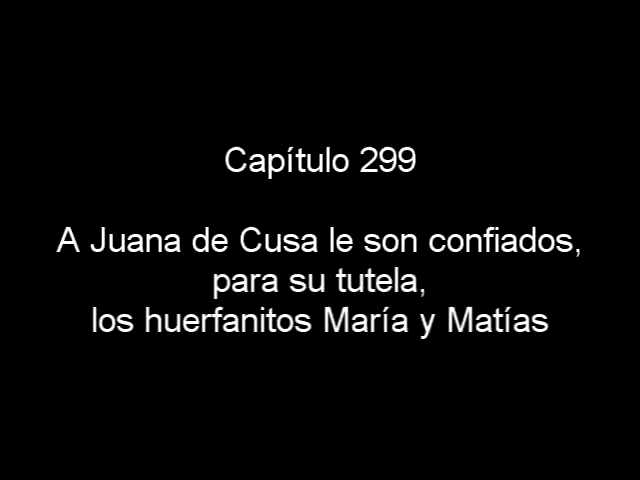 Capítulo 299
A Juana de Cusa le son confiados,
para su tutela,
los huerfanitos María y Matías